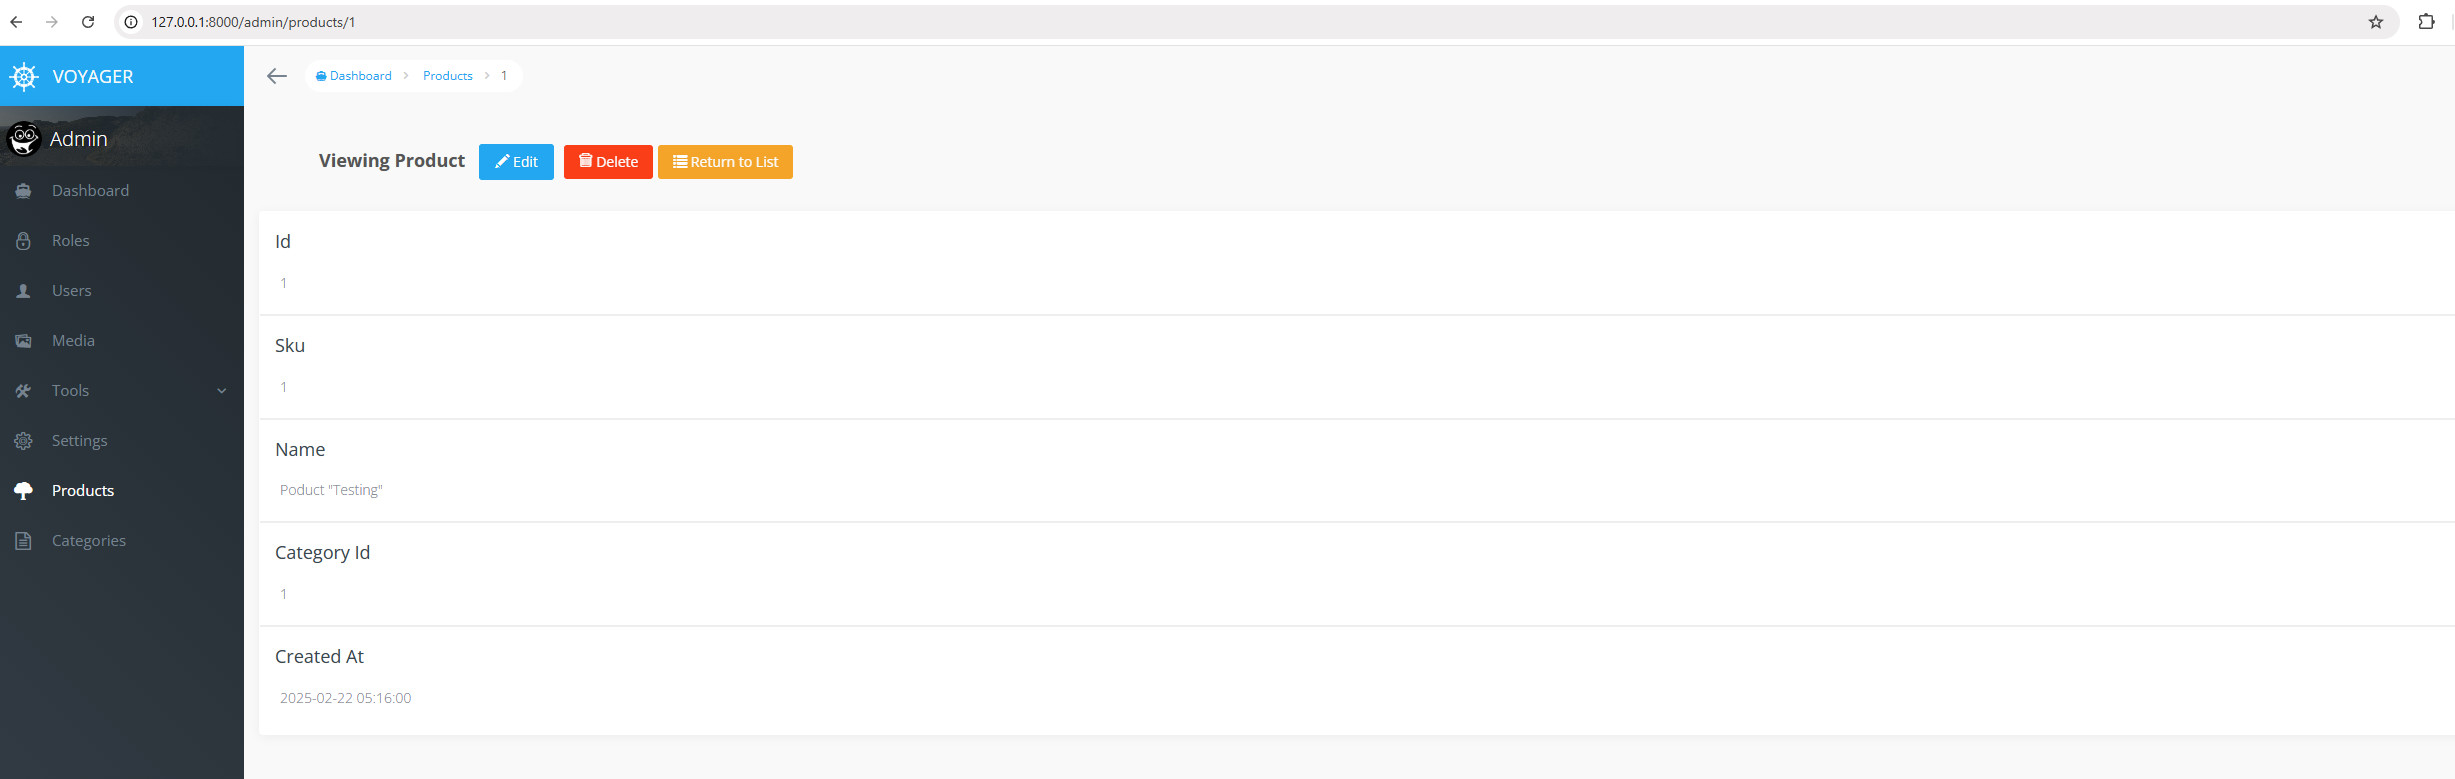 127.0.0.1:8000/admin/products/1
VOYAGER
Dashboard > Products > 1
Admin
Viewing Product Edit Delete Return to List
Dashboard
Roles
Users
Media
Tools
Settings
Products
Categories
Id
1
Sku
1
Name
Poduct "Testing"
Category Id
1
Created At
2025-02-22 05:16:00